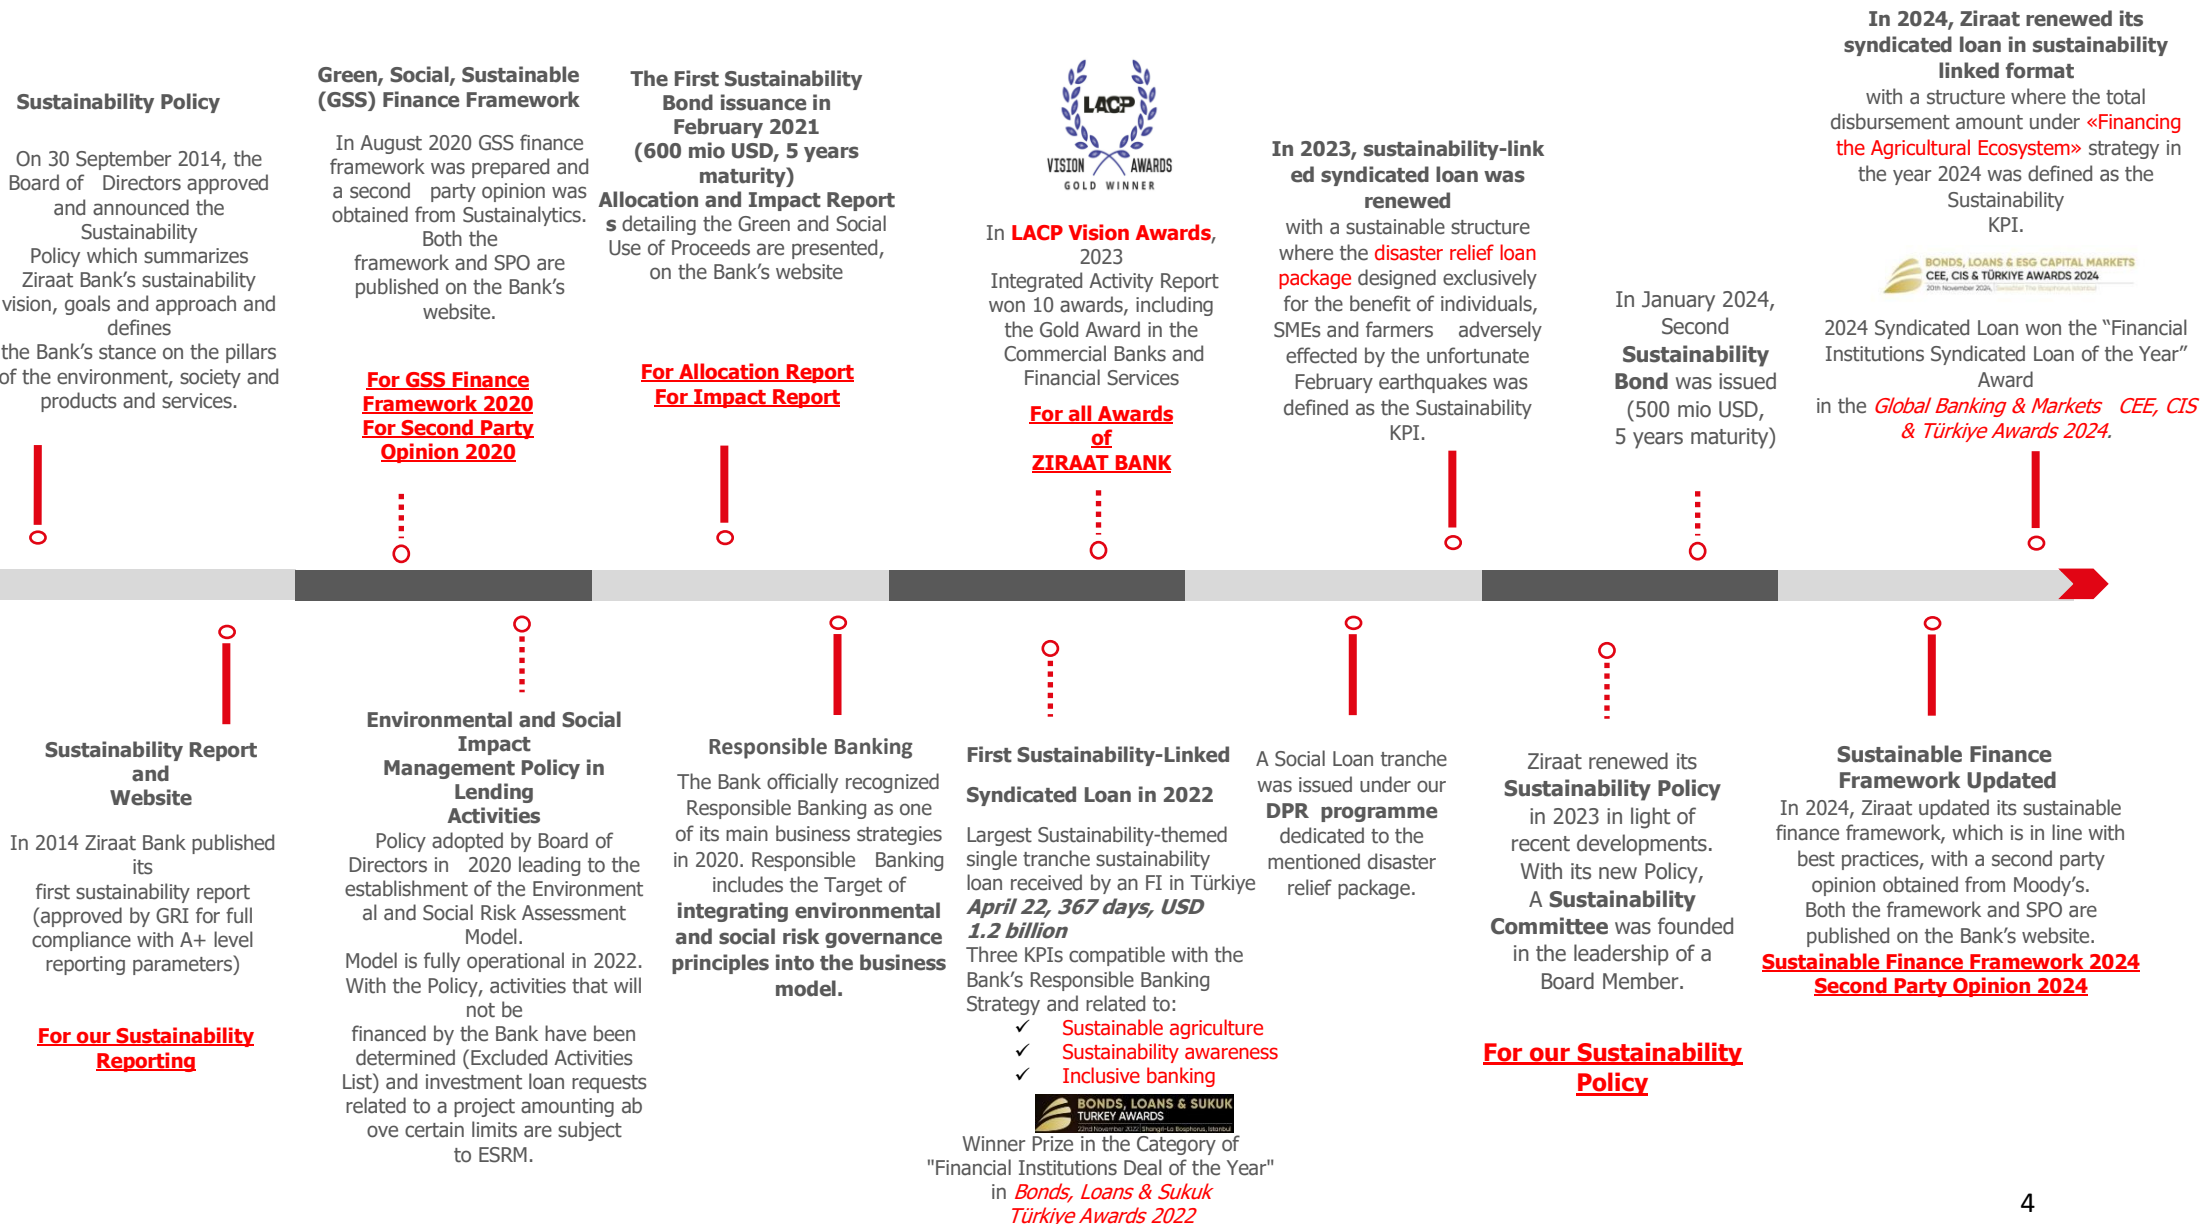 Sustainability Policy
On 30 September 2014, the
Board of Directors approved
and announced the
Sustainability
Policy which summarizes
Ziraat Bank’s sustainability
vision, goals and approach and
defines
the Bank’s stance on the pillars
of the environment, society and
products and services.
Green, Social, Sustainable
(GSS) Finance Framework
In August 2020 GSS finance
framework was prepared and
a second party opinion was
obtained from Sustainalytics.
Both the
framework and SPO are
published on the Bank’s
website.
For GSS Finance
Framework 2020
For Second Party
Opinion 2020
The First Sustainability
Bond issuance in
February 2021
(600 mio USD, 5 years
maturity)
Allocation and Impact Report
s detailing the Green and Social
Use of Proceeds are presented,
on the Bank’s website
For Allocation Report
For Impact Report
LACP
VISION AWARDS
GOLD WINNER
In LACP Vision Awards,
2023
Integrated Activity Report
won 10 awards, including
the Gold Award in the
Commercial Banks and
Financial Services
For all Awards
of
ZIRAAT BANK
In 2023, sustainability-link
ed syndicated loan was
renewed
with a sustainable structure
where the disaster relief loan
package designed exclusively
for the benefit of individuals,
SMEs and farmers adversely
effected by the unfortunate
February earthquakes was
defined as the Sustainability
KPI.
In January 2024,
Second
Sustainability
Bond was issued
(500 mio USD,
5 years maturity)
In 2024, Ziraat renewed its
syndicated loan in sustainability
linked format
with a structure where the total
disbursement amount under «Financing
the Agricultural Ecosystem» strategy in
the year 2024 was defined as the
Sustainability
KPI.
BONDS, LOANS & ESG CAPITAL MARKETS
CEE, CIS & TÜRKIYE AWARDS 2024
20th November 2024, Swissôtel The Bosphorus Istanbul
2024 Syndicated Loan won the “Financial
Institutions Syndicated Loan of the Year”
Award
in the Global Banking & Markets CEE, CIS
& Türkiye Awards 2024.
Sustainability Report
and
Website
In 2014 Ziraat Bank published
its
first sustainability report
(approved by GRI for full
compliance with A+ level
reporting parameters)
For our Sustainability
Reporting
Environmental and Social
Impact
Management Policy in
Lending
Activities
Policy adopted by Board of
Directors in 2020 leading to the
establishment of the Environment
al and Social Risk Assessment
Model.
Model is fully operational in 2022.
With the Policy, activities that will
not be
financed by the Bank have been
determined (Excluded Activities
List) and investment loan requests
related to a project amounting ab
ove certain limits are subject
to ESRM.
Responsible Banking
The Bank officially recognized
Responsible Banking as one
of its main business strategies
in 2020. Responsible Banking
includes the Target of
integrating environmental
and social risk governance
principles into the business
model.
First Sustainability-Linked
Syndicated Loan in 2022
Largest Sustainability-themed
single tranche sustainability
loan received by an FI in Türkiye
April 22, 367 days, USD
1.2 billion
Three KPIs compatible with the
Bank’s Responsible Banking
Strategy and related to:
✓ Sustainable agriculture
✓ Sustainability awareness
✓ Inclusive banking
BONDS, LOANS & SUKUK
TURKEY AWARDS
22nd November 2022 | Shangri-La Bosphorus, Istanbul
Winner Prize in the Category of
"Financial Institutions Deal of the Year"
in Bonds, Loans & Sukuk
Türkiye Awards 2022
A Social Loan tranche
was issued under our
DPR programme
dedicated to the
mentioned disaster
relief package.
Ziraat renewed its
Sustainability Policy
in 2023 in light of
recent developments.
With its new Policy,
A Sustainability
Committee was founded
in the leadership of a
Board Member.
For our Sustainability
Policy
Sustainable Finance
Framework Updated
In 2024, Ziraat updated its sustainable
finance framework, which is in line with
best practices, with a second party
opinion obtained from Moody’s.
Both the framework and SPO are
published on the Bank’s website.
Sustainable Finance Framework 2024
Second Party Opinion 2024
4